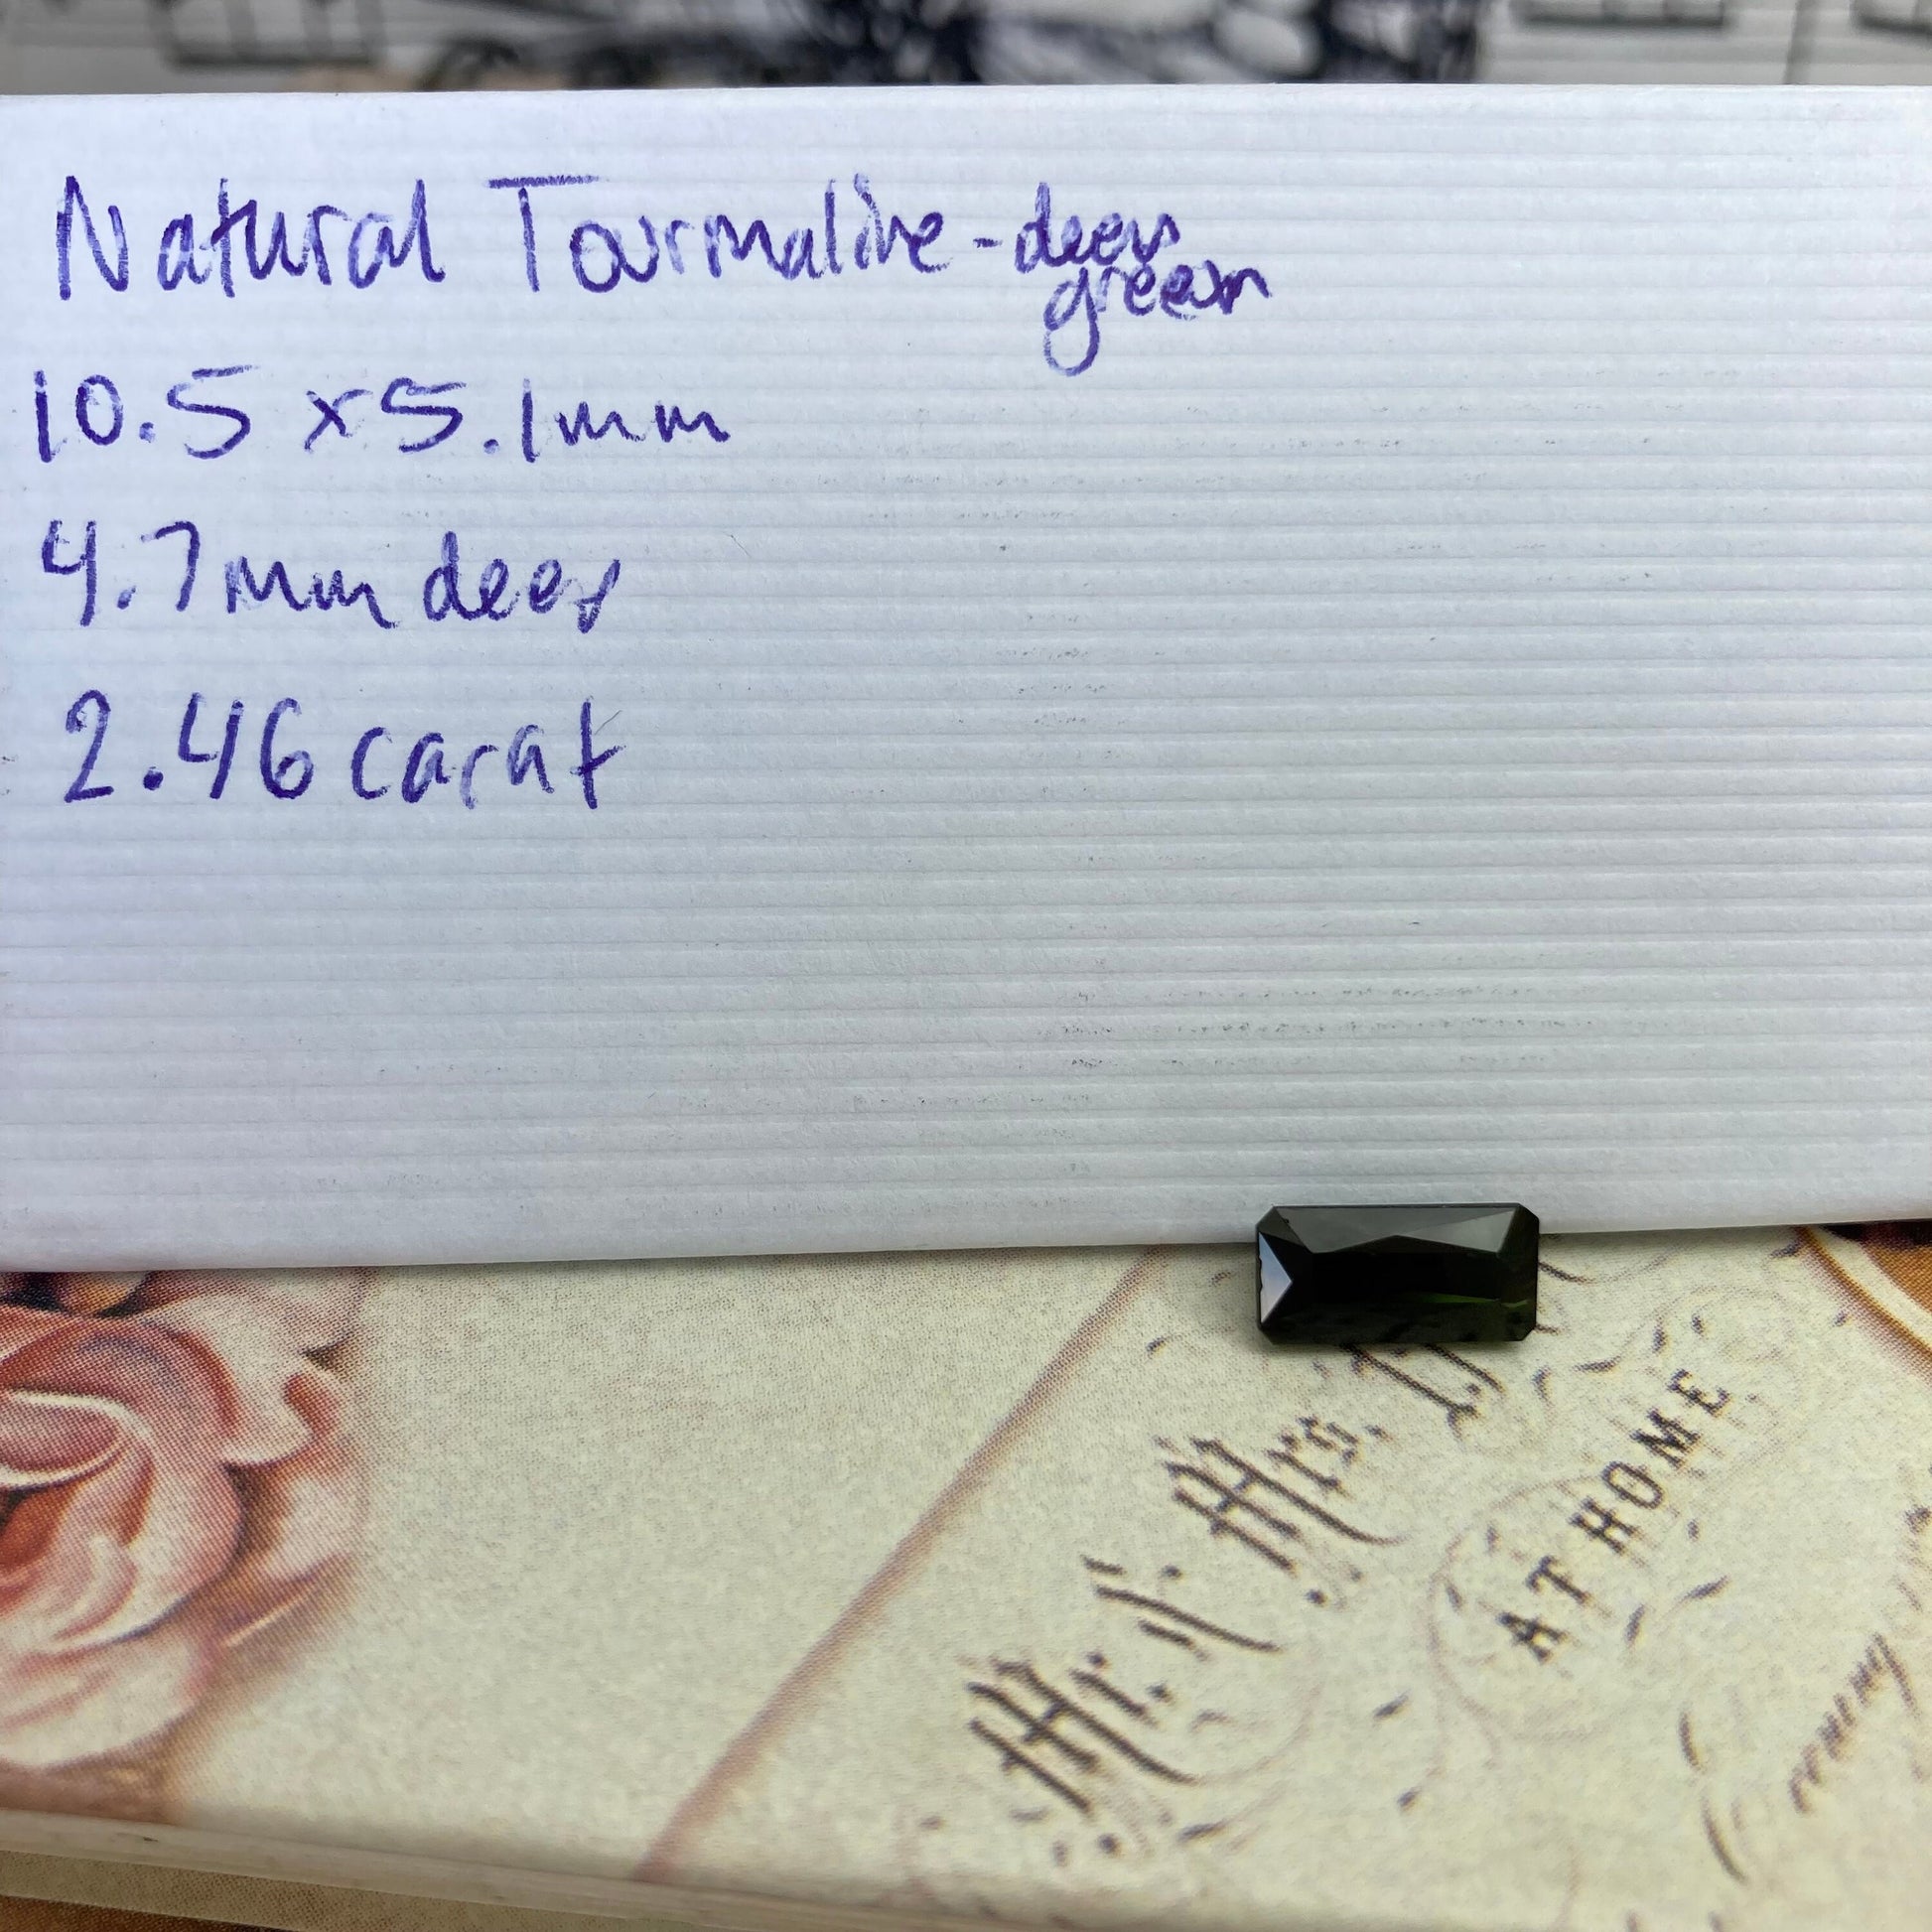 Natural Tourmaline - deep
green
10.5 x 5.1mm
4.7mm deep
2.46 carat
Mr. & Mrs.
AT HOME